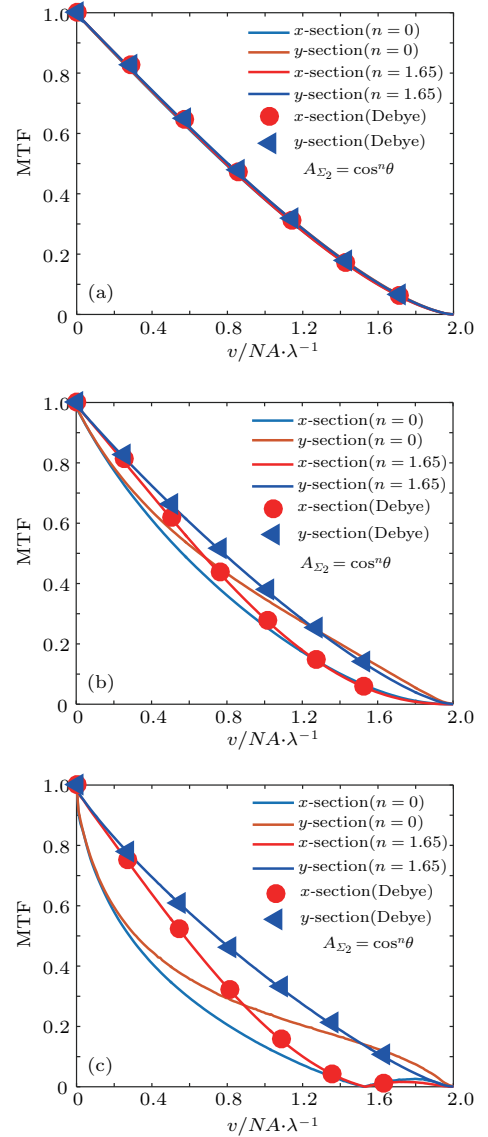 1.0
0.8
0.6
0.4
0.2
0
MTF
x-section(n=0)
y-section(n=0)
x-section(n=1.65)
y-section(n=1.65)
x-section(Debye)
y-section(Debye)
A_{Σ₂}=cosⁿθ
(a)
0 0.4 0.8 1.2 1.6 2.0
v/NA·λ⁻¹
1.0
0.8
0.6
0.4
0.2
0
MTF
x-section(n=0)
y-section(n=0)
x-section(n=1.65)
y-section(n=1.65)
x-section(Debye)
y-section(Debye)
A_{Σ₂}=cosⁿθ
(b)
0 0.4 0.8 1.2 1.6 2.0
v/NA·λ⁻¹
1.0
0.8
0.6
0.4
0.2
0
MTF
x-section(n=0)
y-section(n=0)
x-section(n=1.65)
y-section(n=1.65)
x-section(Debye)
y-section(Debye)
A_{Σ₂}=cosⁿθ
(c)
0 0.4 0.8 1.2 1.6 2.0
v/NA·λ⁻¹